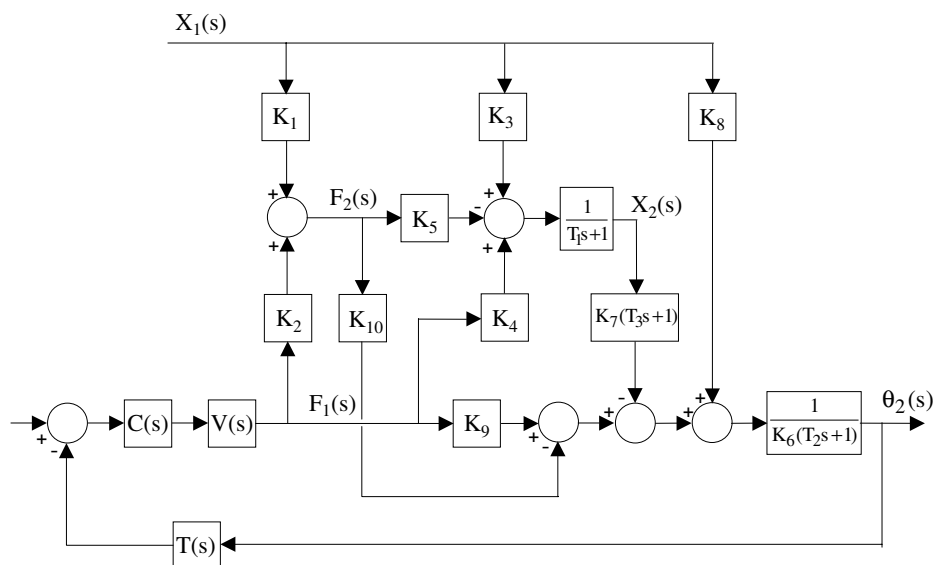 X₁(s)
K₁
K₃
K₈
+
+
F₂(s)
K₅
+
-
+
1
T₁s+1
X₂(s)
K₂
K₁₀
K₄
K₇(T₃s+1)
F₁(s)
+
-
C(s)
V(s)
K₉
+
-
+
-
+
+
1
K₆(T₂s+1)
θ₂(s)
T(s)